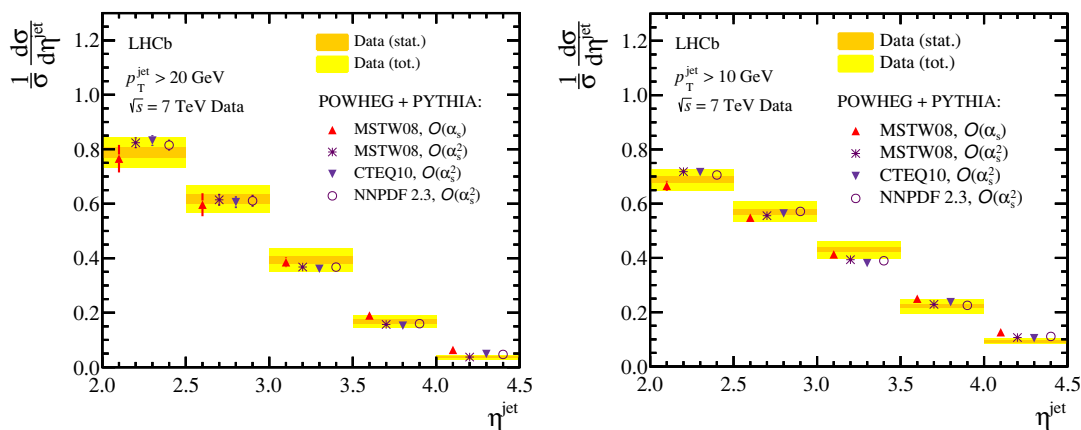 1/σ dσ/dη^jet
1.2
1.0
0.8
0.6
0.4
0.2
0.0
LHCb
p_T^jet > 20 GeV
√s = 7 TeV Data
Data (stat.)
Data (tot.)
POWHEG + PYTHIA:
MSTW08, O(α_s)
MSTW08, O(α_s^2)
CTEQ10, O(α_s^2)
NNPDF 2.3, O(α_s^2)
2.0 2.5 3.0 3.5 4.0 4.5
η^jet
1/σ dσ/dη^jet
1.2
1.0
0.8
0.6
0.4
0.2
0.0
LHCb
p_T^jet > 10 GeV
√s = 7 TeV Data
Data (stat.)
Data (tot.)
POWHEG + PYTHIA:
MSTW08, O(α_s)
MSTW08, O(α_s^2)
CTEQ10, O(α_s^2)
NNPDF 2.3, O(α_s^2)
2.0 2.5 3.0 3.5 4.0 4.5
η^jet